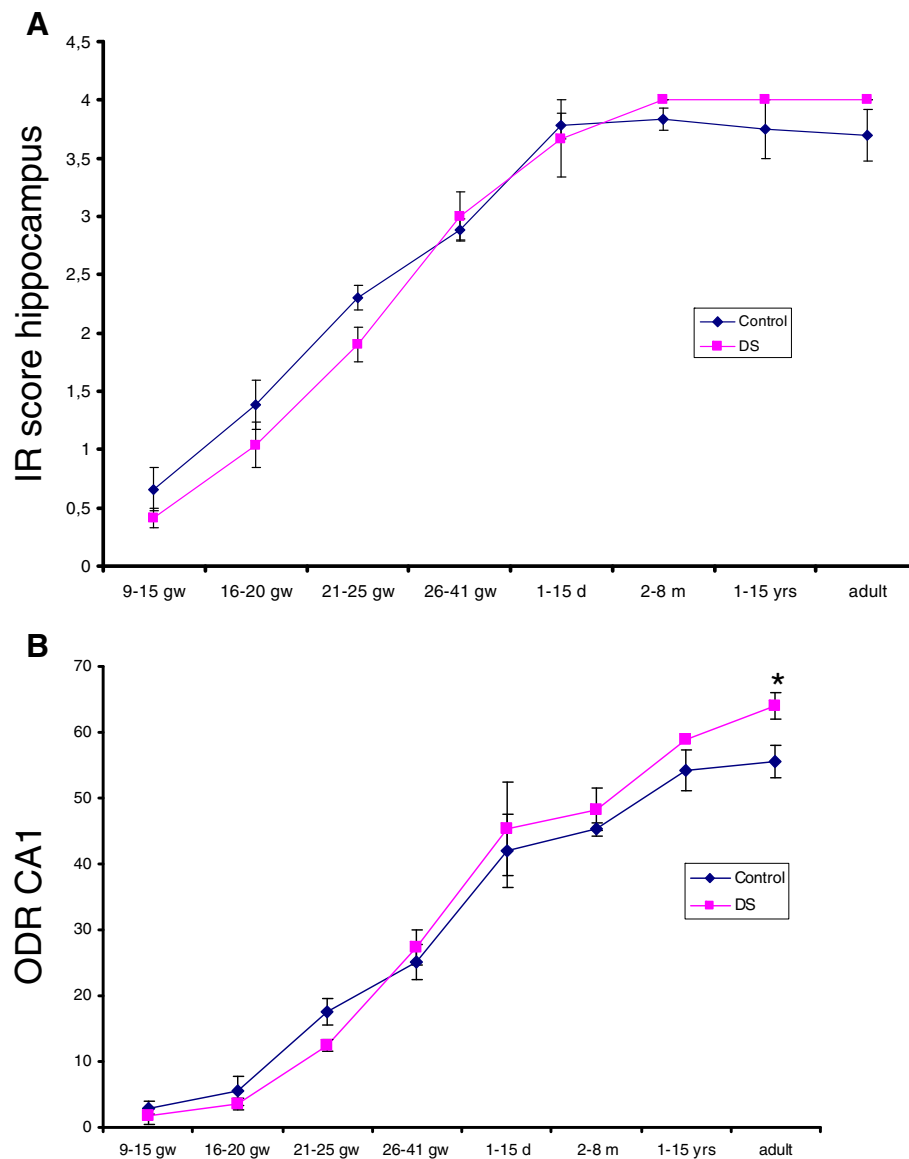 A
IR score hippocampus
4,5
4
3,5
3
2,5
2
1,5
1
0,5
0
Control
DS
9-15 gw 16-20 gw 21-25 gw 26-41 gw 1-15 d 2-8 m 1-15 yrs adult
B
ODR CA1
70
60
50
40
30
20
10
0
*
Control
DS
9-15 gw 16-20 gw 21-25 gw 26-41 gw 1-15 d 2-8 m 1-15 yrs adult